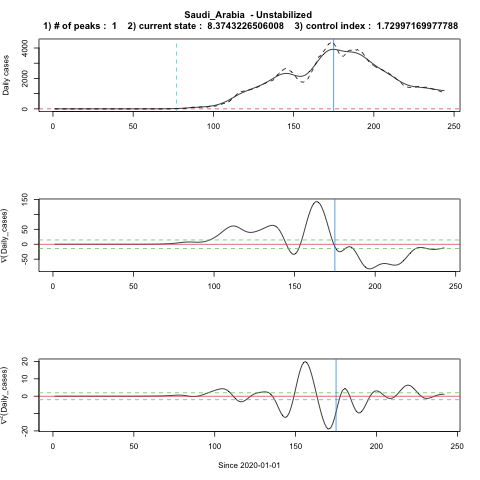 Saudi_Arabia - Unstabilized
1) # of peaks : 1 2) current state : 8.3743226506008 3) control index : 1.72997169977788
Daily cases
0 2000 4000
0 50 100 150 200 250
∇(Daily_cases)
-50 0 50 150
0 50 100 150 200 250
∇²(Daily_cases)
-20 0 10 20
0 50 100 150 200 250
Since 2020-01-01